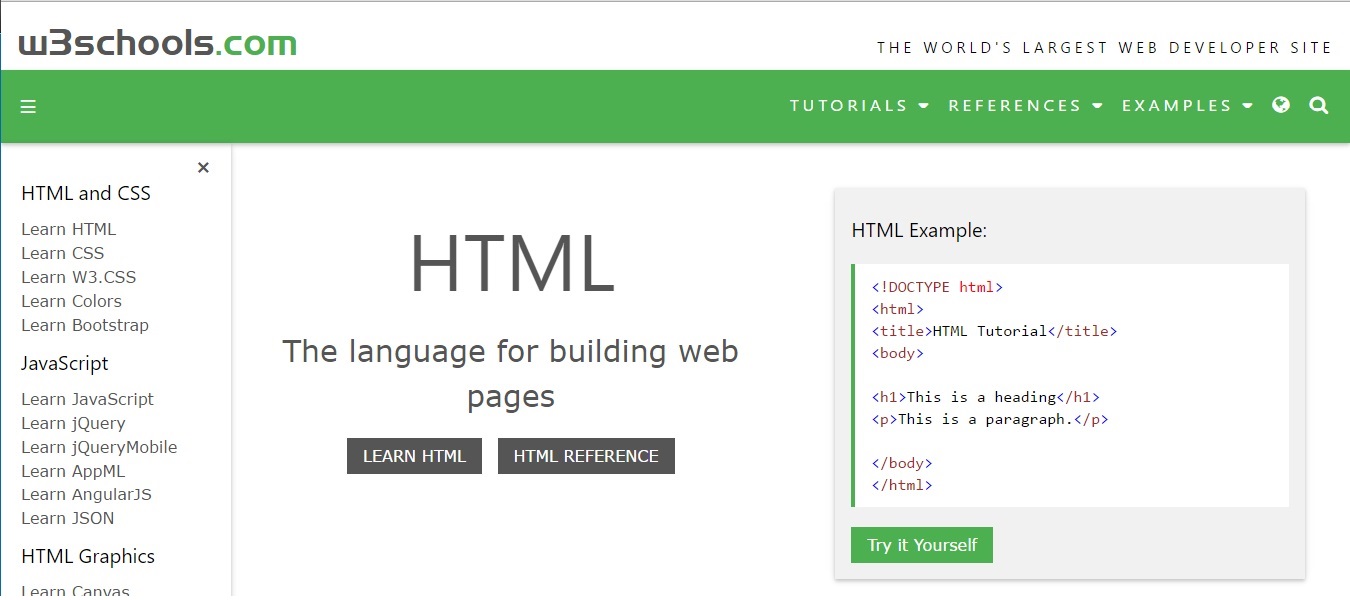 w3schools.com
THE WORLD'S LARGEST WEB DEVELOPER SITE
TUTORIALS REFERENCES EXAMPLES
HTML and CSS
Learn HTML
Learn CSS
Learn W3.CSS
Learn Colors
Learn Bootstrap
JavaScript
Learn JavaScript
Learn jQuery
Learn jQueryMobile
Learn AppML
Learn AngularJS
Learn JSON
HTML Graphics
Learn Canvas
HTML
The language for building web
pages
LEARN HTML HTML REFERENCE
HTML Example:
<!DOCTYPE html>
<html>
<title>HTML Tutorial</title>
<body>
<h1>This is a heading</h1>
<p>This is a paragraph.</p>
</body>
</html>
Try it Yourself